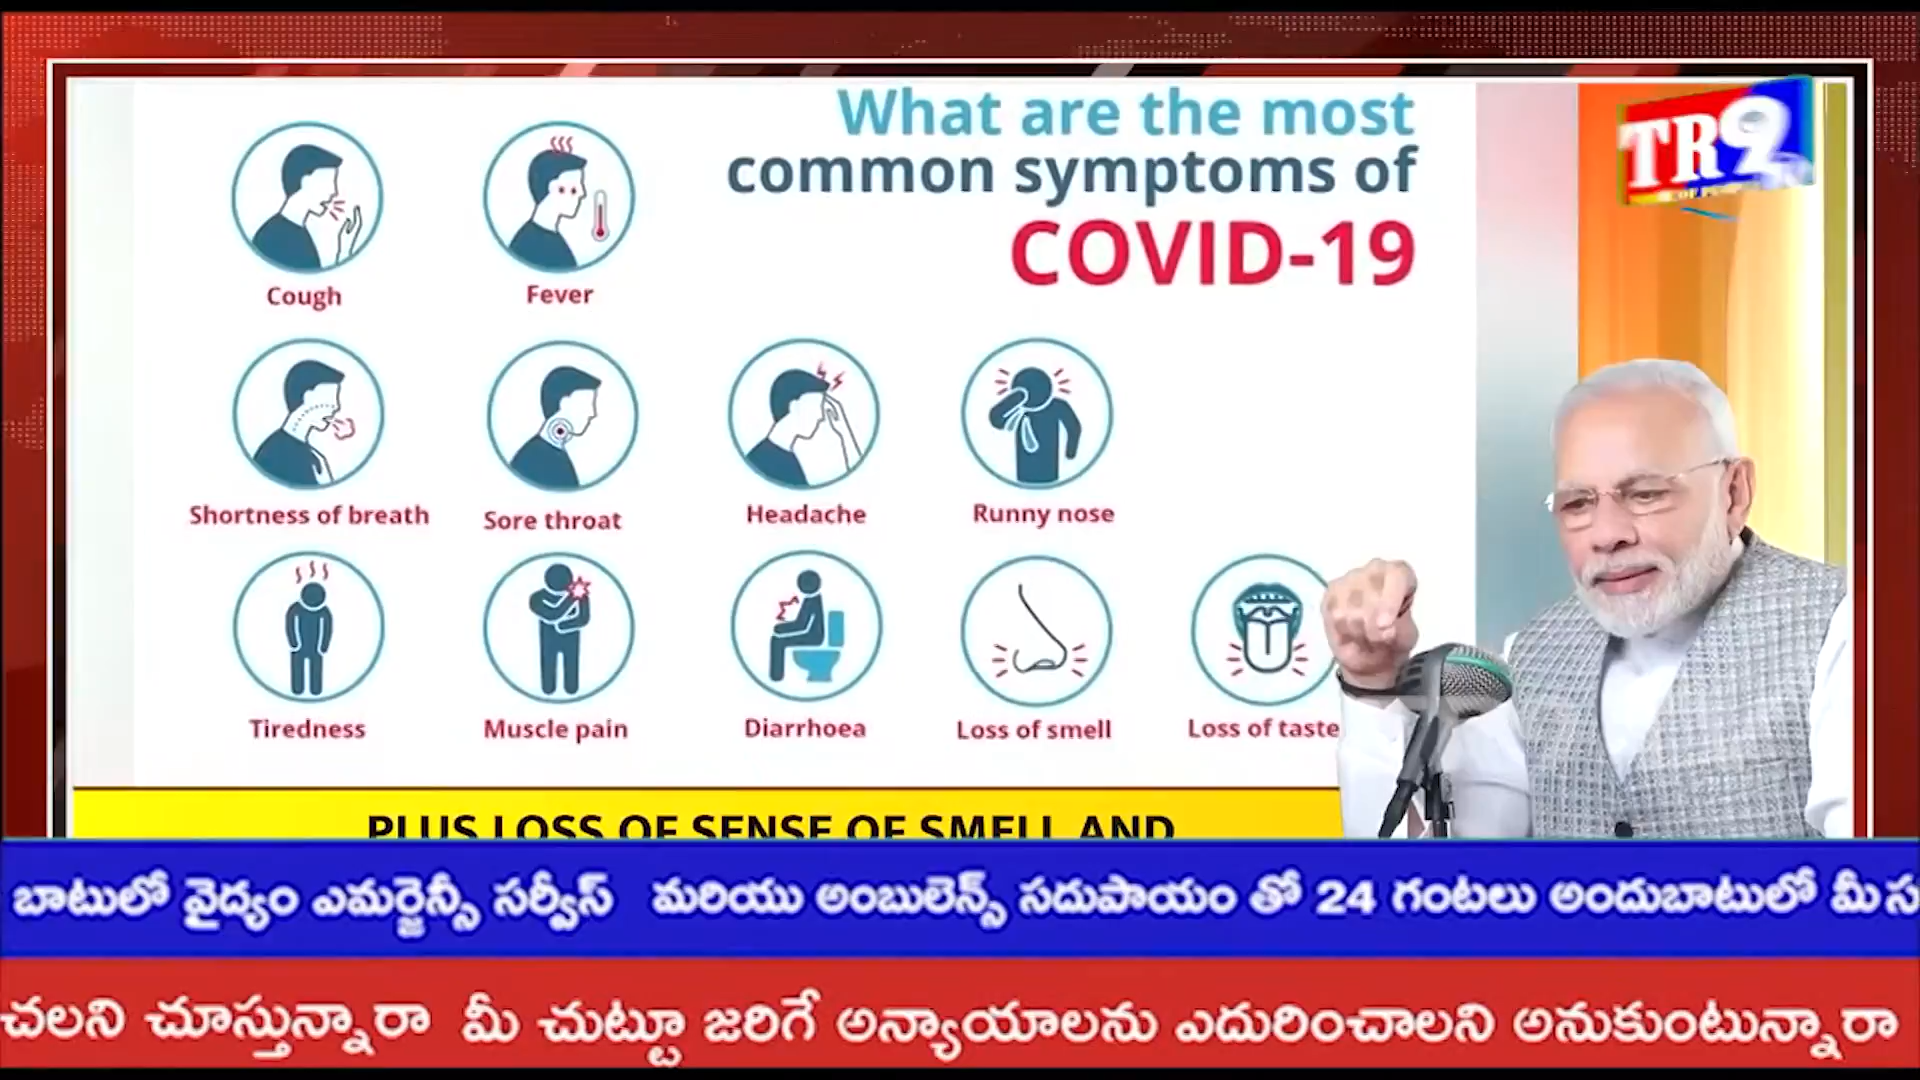 What are the most
common symptoms of
COVID-19
Cough
Fever
Shortness of breath
Sore throat
Headache
Runny nose
Tiredness
Muscle pain
Diarrhoea
Loss of smell
Loss of taste
PLUS LOSS OF SENSE OF SMELL AND
TR9
బాటులో వైద్యం ఎమర్జెన్సీ సర్వీస్ మరియు అంబులెన్స్ సదుపాయం తో 24 గంటలు అందుబాటులో మీ స
చలని చూస్తున్నారా మీ చుట్టూ జరిగే అన్యాయాలను ఎదురించాలని అనుకుంటున్నారా